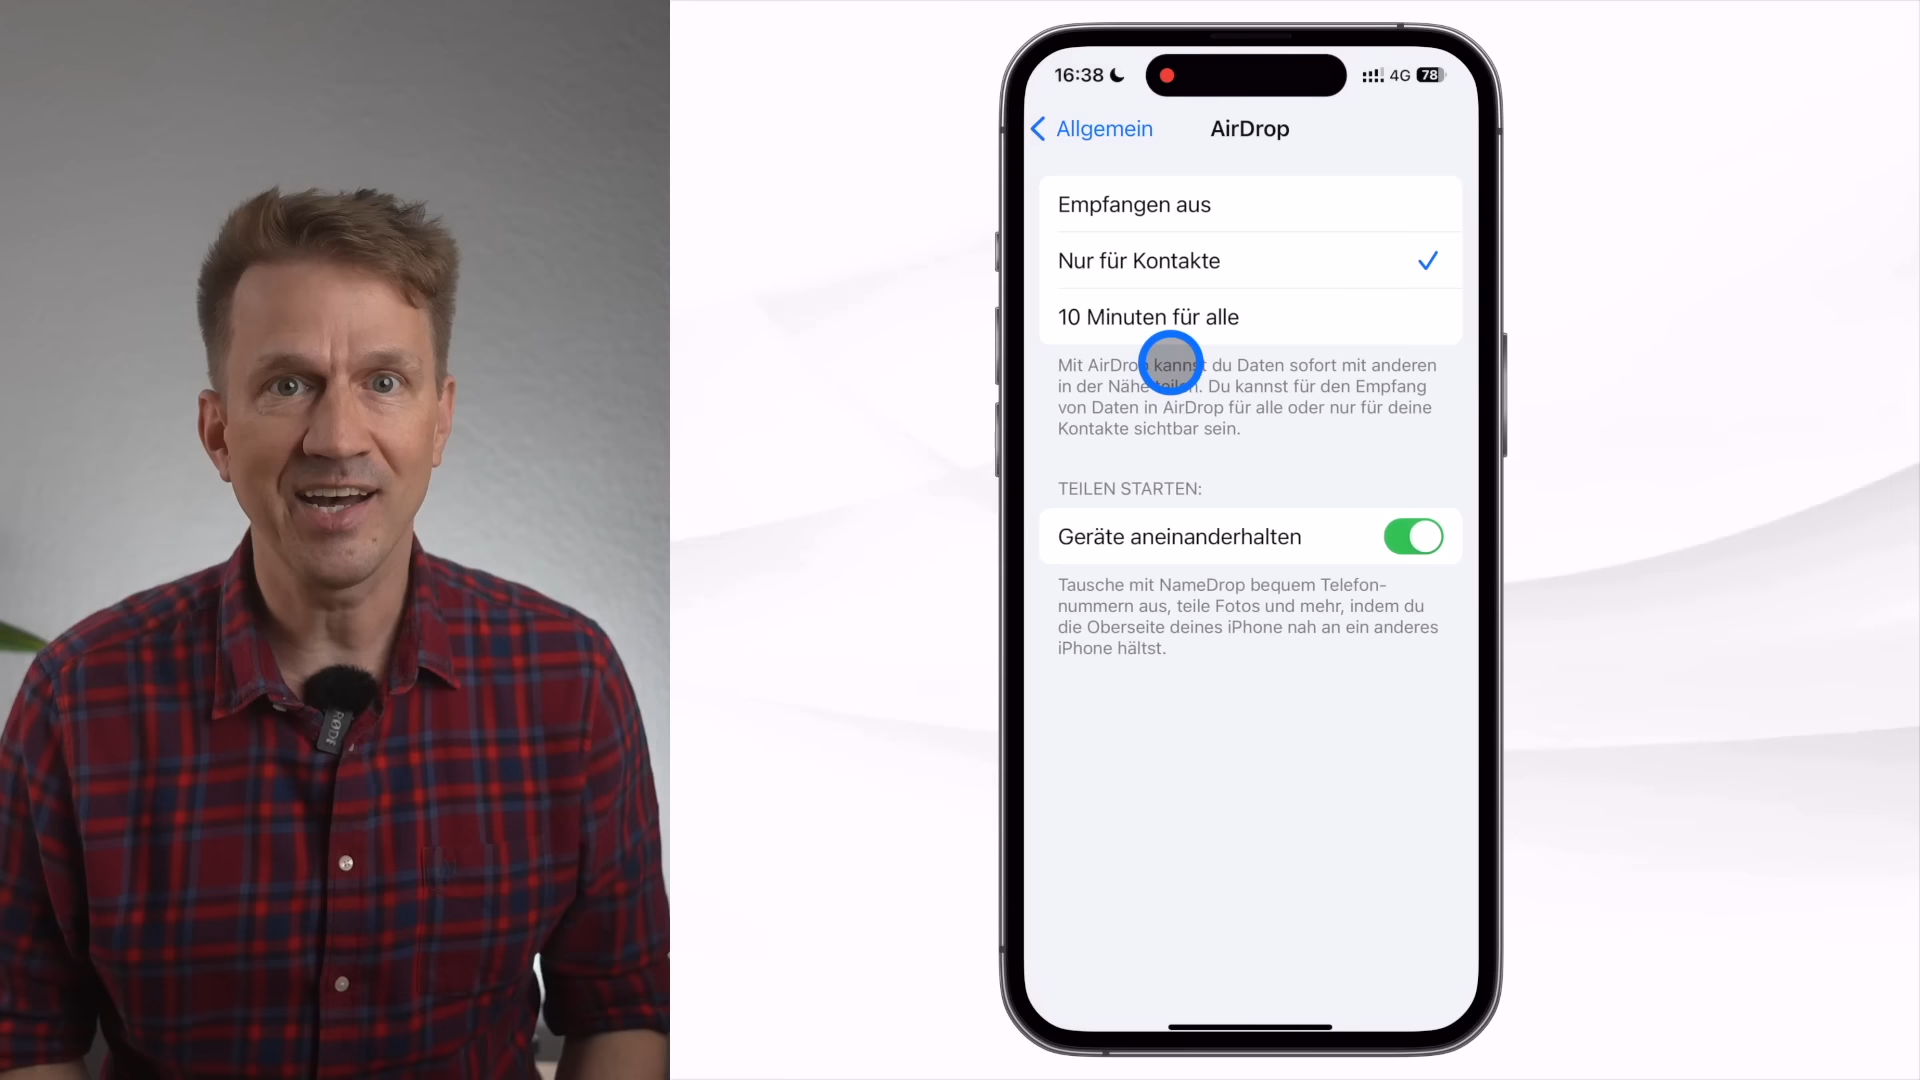 16:38
4G 78
Allgemein
AirDrop
Empfangen aus
Nur für Kontakte
10 Minuten für alle
Mit AirDrop kannst du Daten sofort mit anderen
in der Nähe teilen. Du kannst für den Empfang
von Daten in AirDrop für alle oder nur für deine
Kontakte sichtbar sein.
TEILEN STARTEN:
Geräte aneinanderhalten
Tausche mit NameDrop bequem Telefon-
nummern aus, teile Fotos und mehr, indem du
die Oberseite deines iPhone nah an ein anderes
iPhone hältst.
RØDE